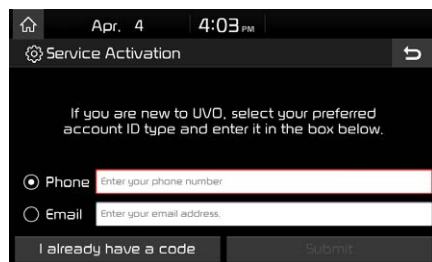 Apr. 4 4:03 PM
Service Activation
If you are new to UVO, select your preferred
account ID type and enter it in the box below.
Phone Enter your phone number
Email Enter your email address.
I already have a code Submit